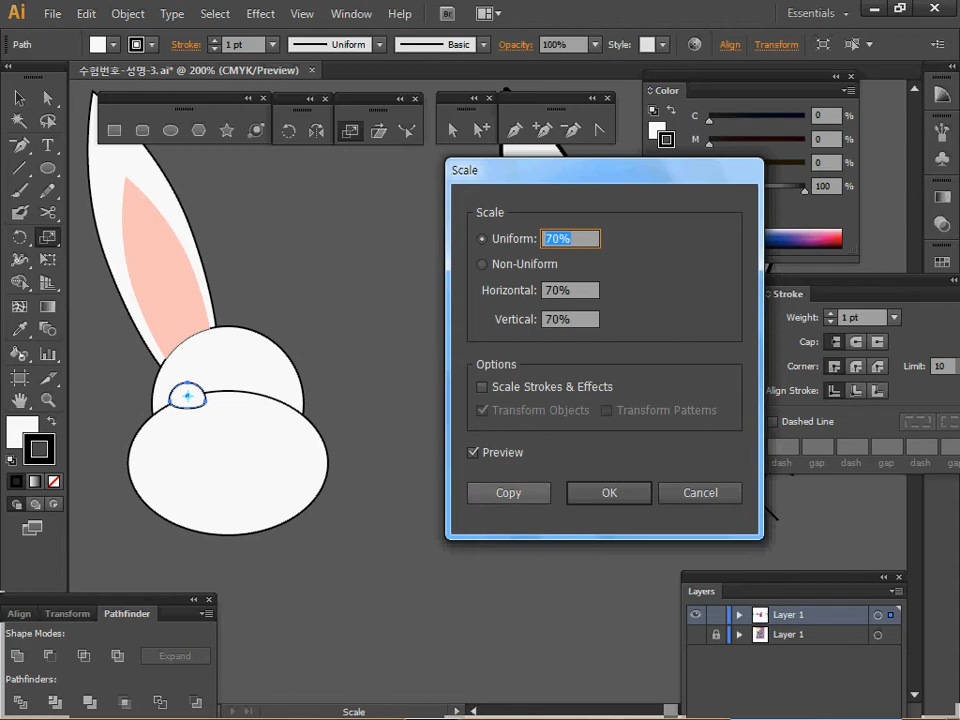 Ai File Edit Object Type Select Effect View Window Help Br Essentials
Path Stroke: 1 pt Uniform Basic Opacity: 100% Style: Align Transform
수험번호-성명-3.ai* @ 200% (CMYK/Preview)
Color
C 0 %
M 0 %
0 %
100 %
Scale
Scale
Uniform: 70%
Non-Uniform
Horizontal: 70%
Vertical: 70%
Options
Scale Strokes & Effects
Transform Objects Transform Patterns
Preview
Copy OK Cancel
Stroke
Weight: 1 pt
Cap:
Corner: Limit: 10
Align Stroke:
Dashed Line
dash gap dash gap dash gap
Layers
Layer 1
Layer 1
Align Transform Pathfinder
Shape Modes:
Expand
Pathfinders:
Scale